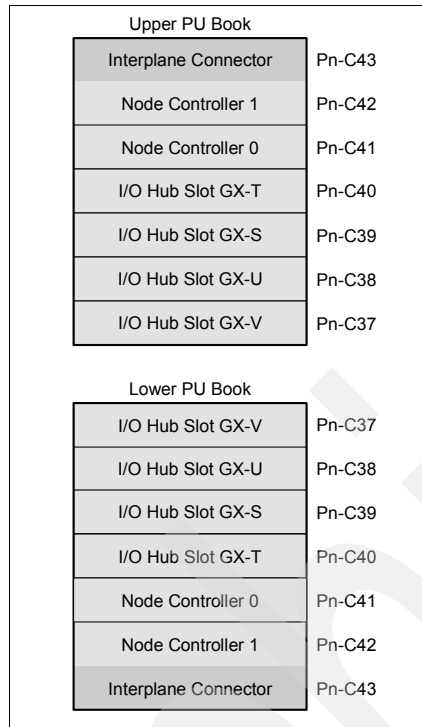 Upper PU Book
Interplane Connector Pn-C43
Node Controller 1 Pn-C42
Node Controller 0 Pn-C41
I/O Hub Slot GX-T Pn-C40
I/O Hub Slot GX-S Pn-C39
I/O Hub Slot GX-U Pn-C38
I/O Hub Slot GX-V Pn-C37
Lower PU Book
I/O Hub Slot GX-V Pn-C37
I/O Hub Slot GX-U Pn-C38
I/O Hub Slot GX-S Pn-C39
I/O Hub Slot GX-T Pn-C40
Node Controller 0 Pn-C41
Node Controller 1 Pn-C42
Interplane Connector Pn-C43